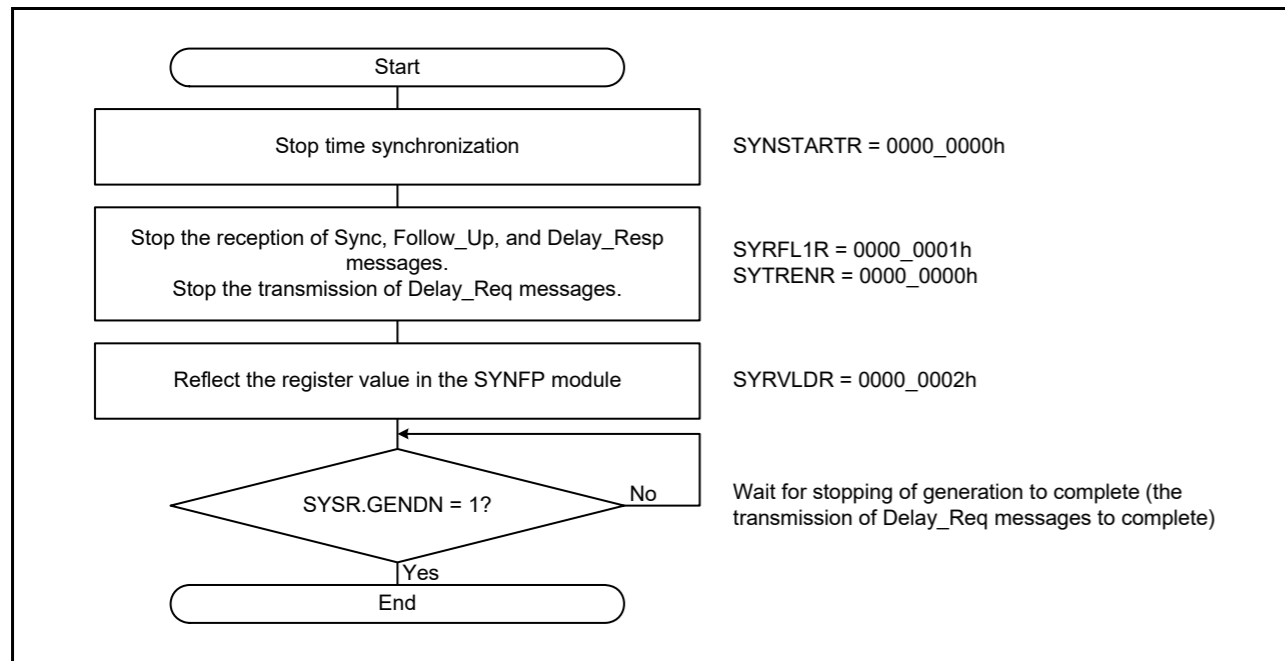 Start
Stop time synchronization
SYNSTARTR = 0000_0000h
Stop the reception of Sync, Follow_Up, and Delay_Resp
messages.
Stop the transmission of Delay_Req messages.
SYRFL1R = 0000_0001h
SYTRENR = 0000_0000h
Reflect the register value in the SYNFP module
SYRVLDR = 0000_0002h
SYSR.GENDN = 1?
No
Wait for stopping of generation to complete (the
transmission of Delay_Req messages to complete)
Yes
End